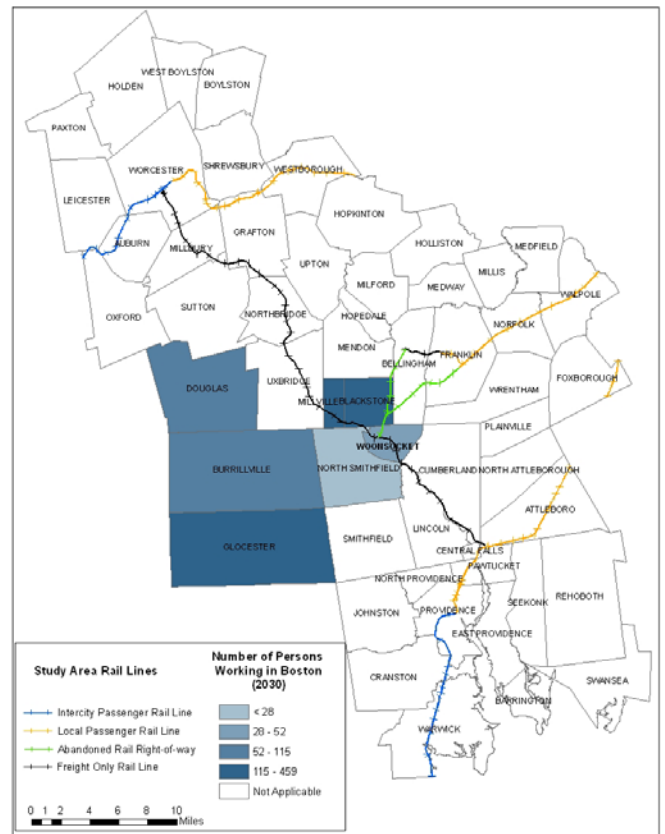 WEST BOYLSTON
HOLDEN
BOYLSTON
PAXTON
WORCESTER
SHREWSBURY
WESTBOROUGH
LEICESTER
HOPKINTON
GRAFTON
AUBURN
MILLBURY
HOLLISTON
MEDFIELD
UPTON
MILLIS
MILFORD
MEDWAY
WALPOLE
OXFORD
SUTTON
NORTHBRIDGE
HOPEDALE
NORFOLK
MENDON
FRANKLIN
BELLINGHAM
DOUGLAS
UXBRIDGE
WRENTHAM
FOXBOROUGH
MILLVILLE
BLACKSTONE
PLAINVILLE
WOONSOCKET
BURRILLVILLE
NORTH SMITHFIELD
CUMBERLAND
NORTH ATTLEBOROUGH
ATTLEBORO
GLOCESTER
LINCOLN
SMITHFIELD
CENTRAL FALLS
PAWTUCKET
NORTH PROVIDENCE
SEEKONK
REHOBOTH
JOHNSTON
PROVIDENCE
EAST PROVIDENCE
CRANSTON
SWANSEA
BARRINGTON
WARWICK
Study Area Rail Lines
Intercity Passenger Rail Line
Local Passenger Rail Line
Abandoned Rail Right-of-way
Freight Only Rail Line
0 1 2 4 6 8 10
Miles
Number of Persons
Working in Boston
(2030)
< 28
28 - 52
52 - 115
115 - 459
Not Applicable